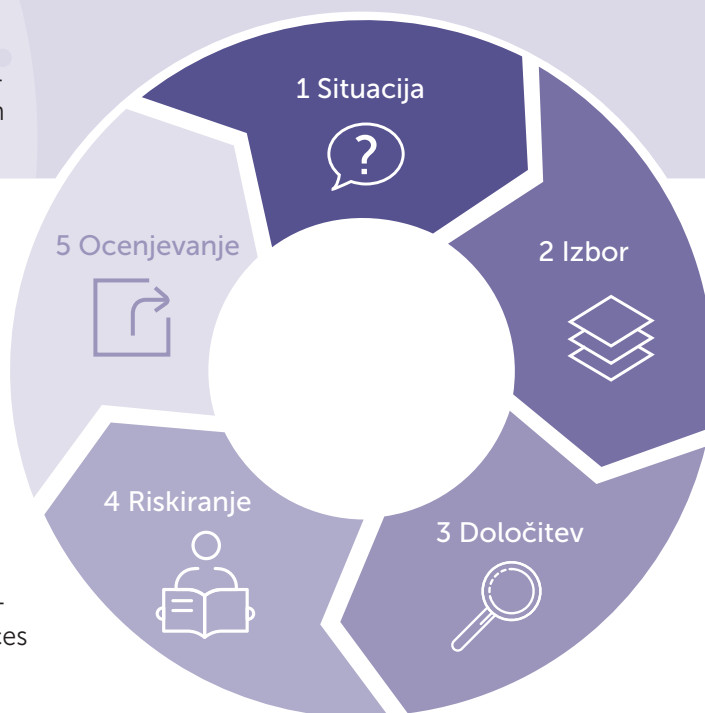 1 Situacija
?
2 Izbor
3 Določitev
4 Riskiranje
5 Ocenjevanje